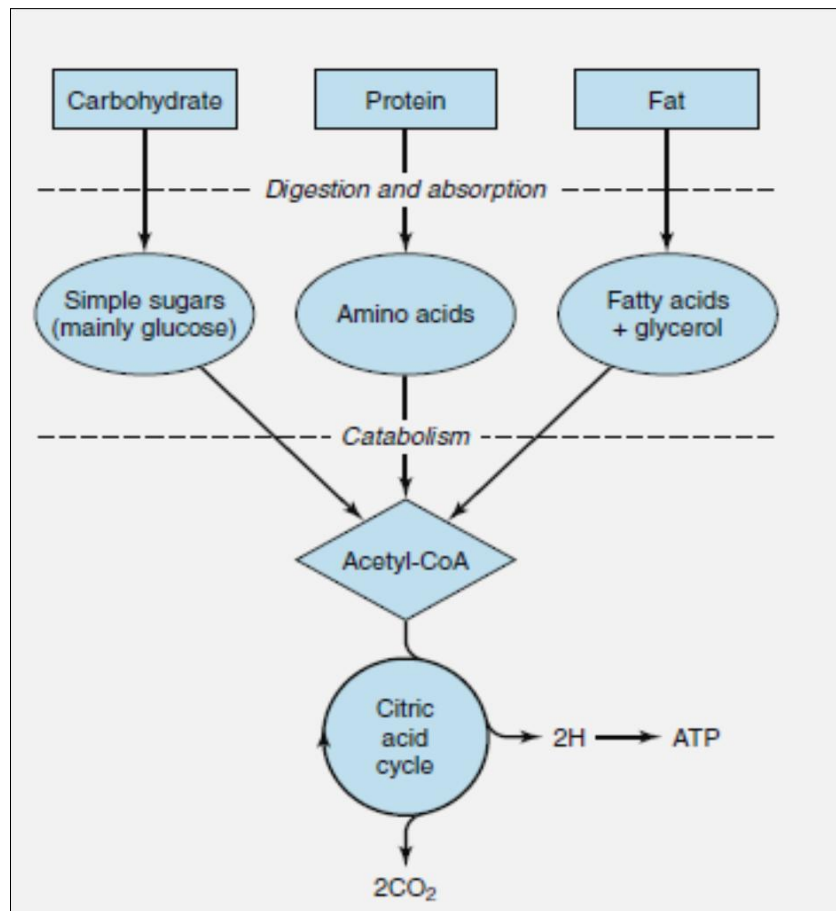 Carbohydrate
Protein
Fat
Digestion and absorption
Simple sugars
(mainly glucose)
Amino acids
Fatty acids
+ glycerol
Catabolism
Acetyl-CoA
Citric
acid
cycle
2H
ATP
2CO₂